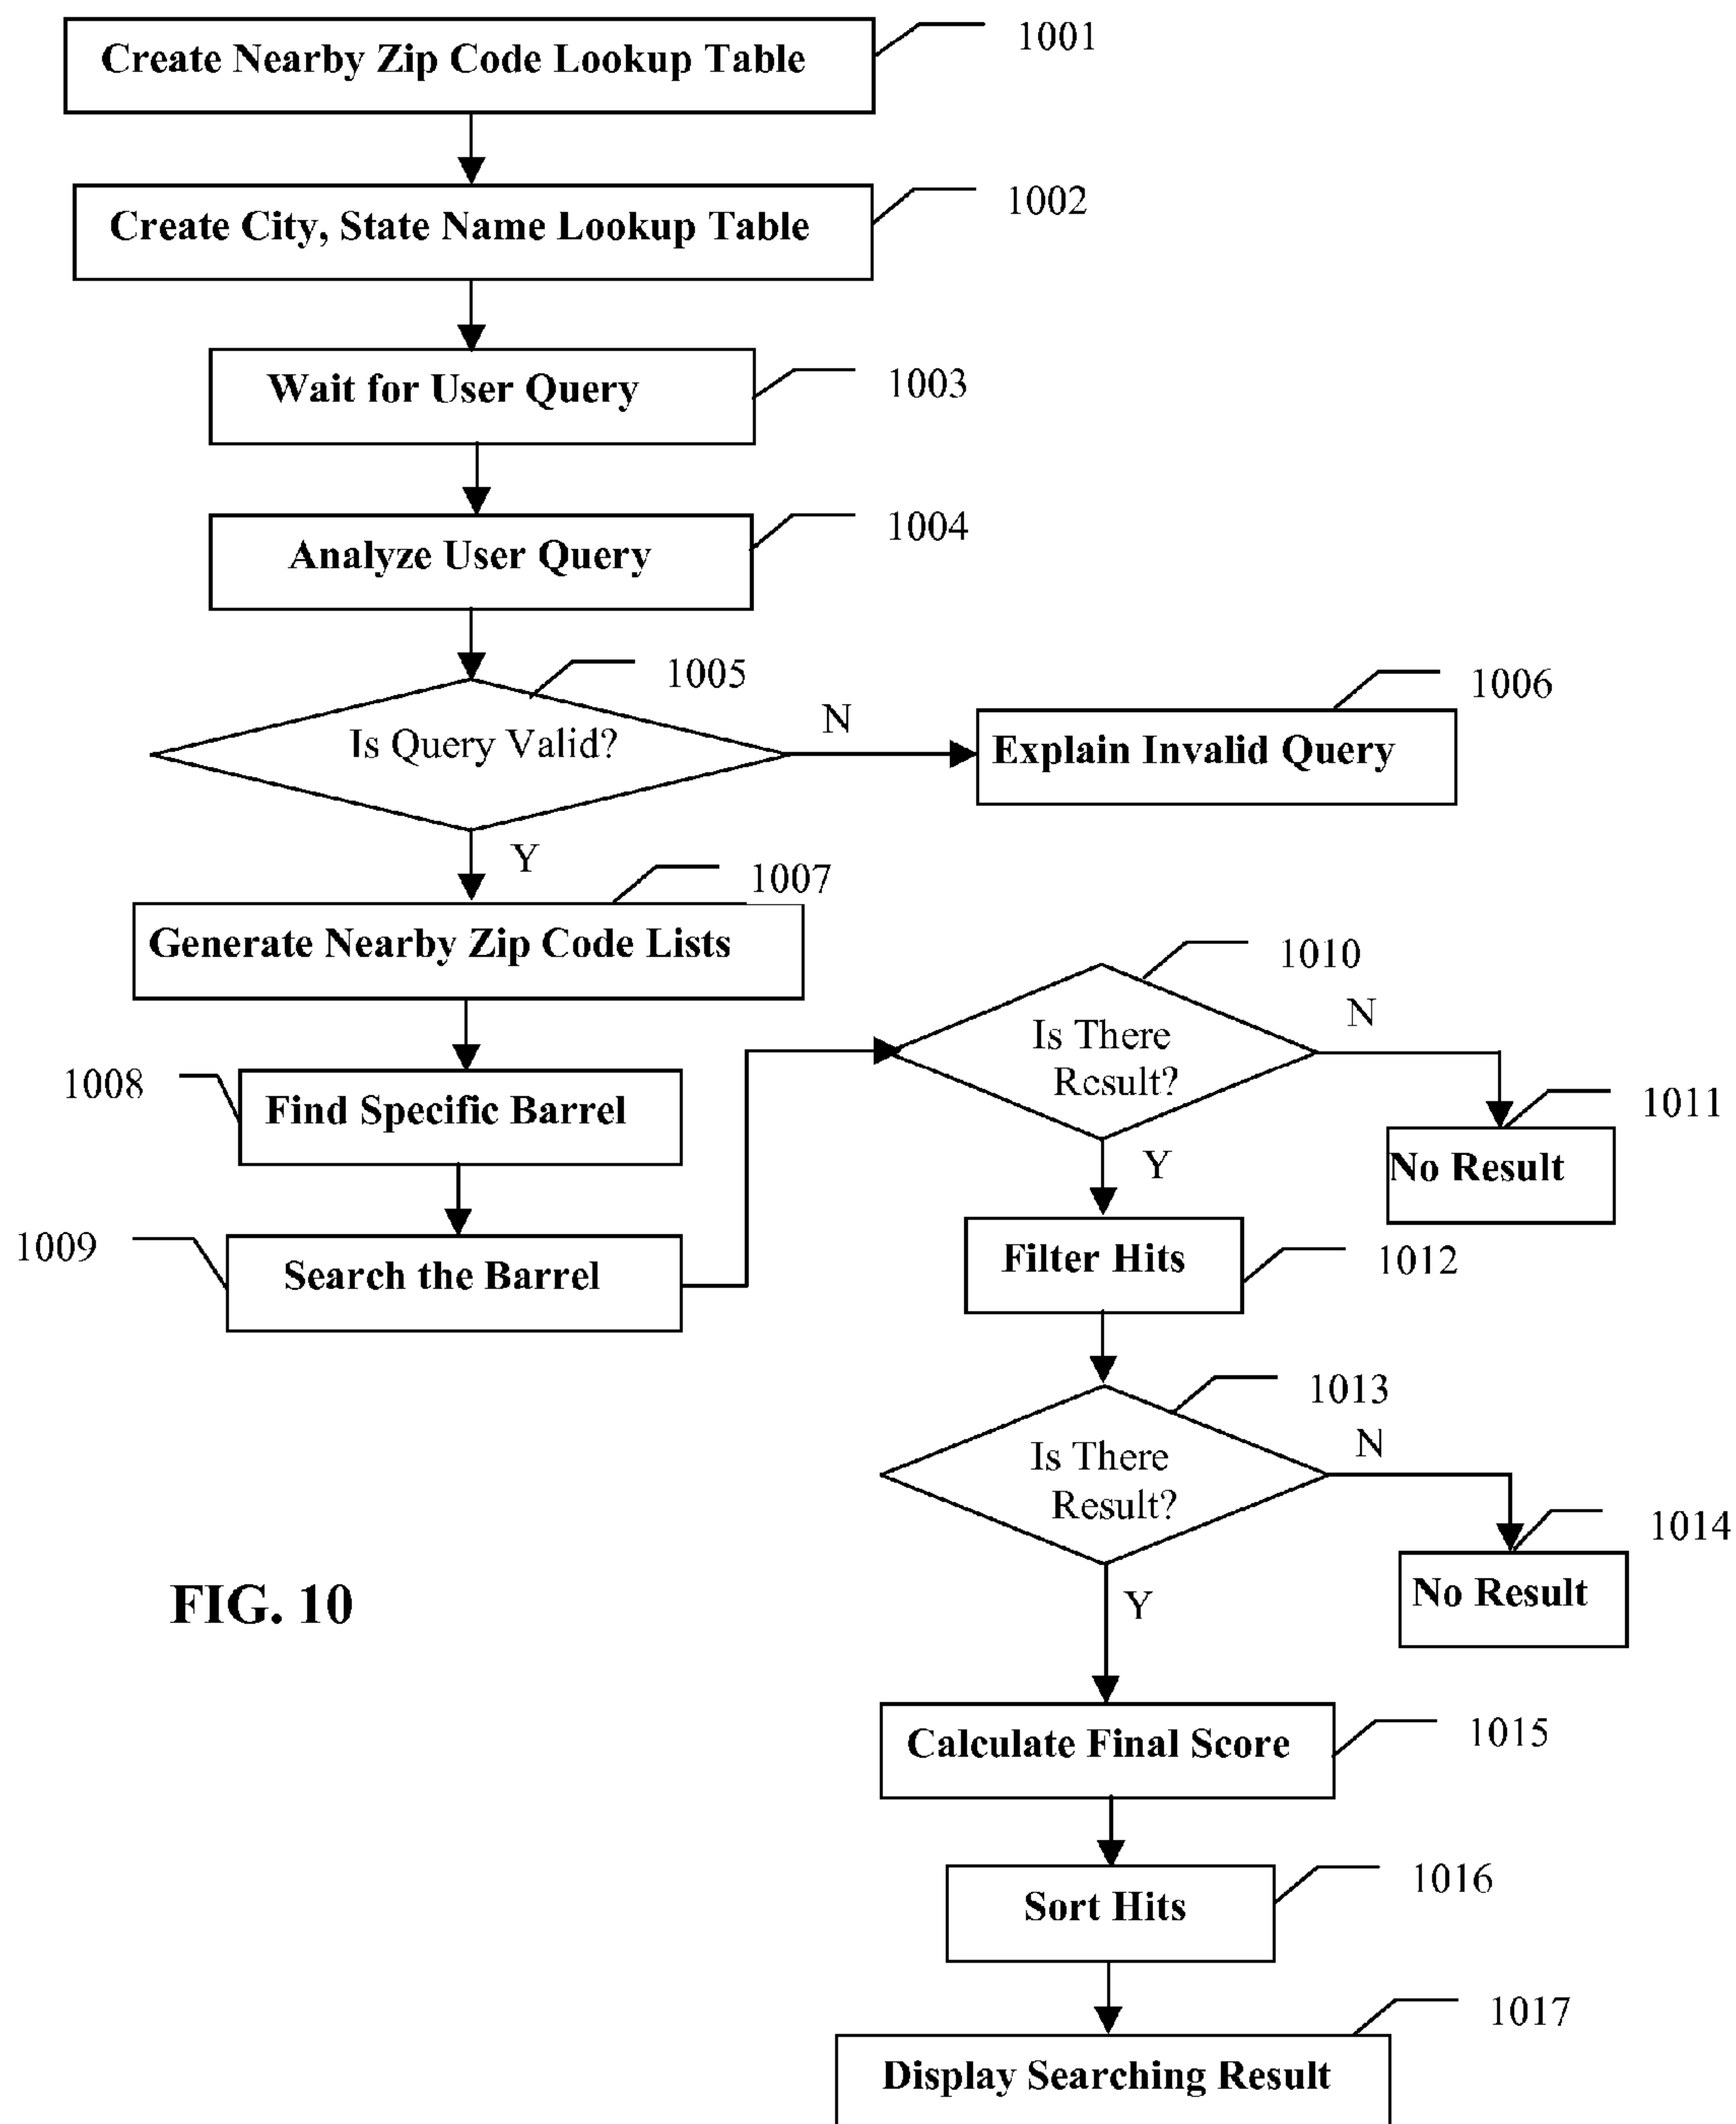 Create Nearby Zip Code Lookup Table
1001
Create City, State Name Lookup Table
1002
Wait for User Query
1003
Analyze User Query
1004
1005
Is Query Valid?
N
1006
Explain Invalid Query
Y
1007
Generate Nearby Zip Code Lists
1008
Find Specific Barrel
1009
Search the Barrel
1010
Is There
Result?
N
1011
No Result
Y
Filter Hits
1012
1013
Is There
Result?
N
1014
No Result
Y
FIG. 10
Calculate Final Score
1015
Sort Hits
1016
1017
Display Searching Result